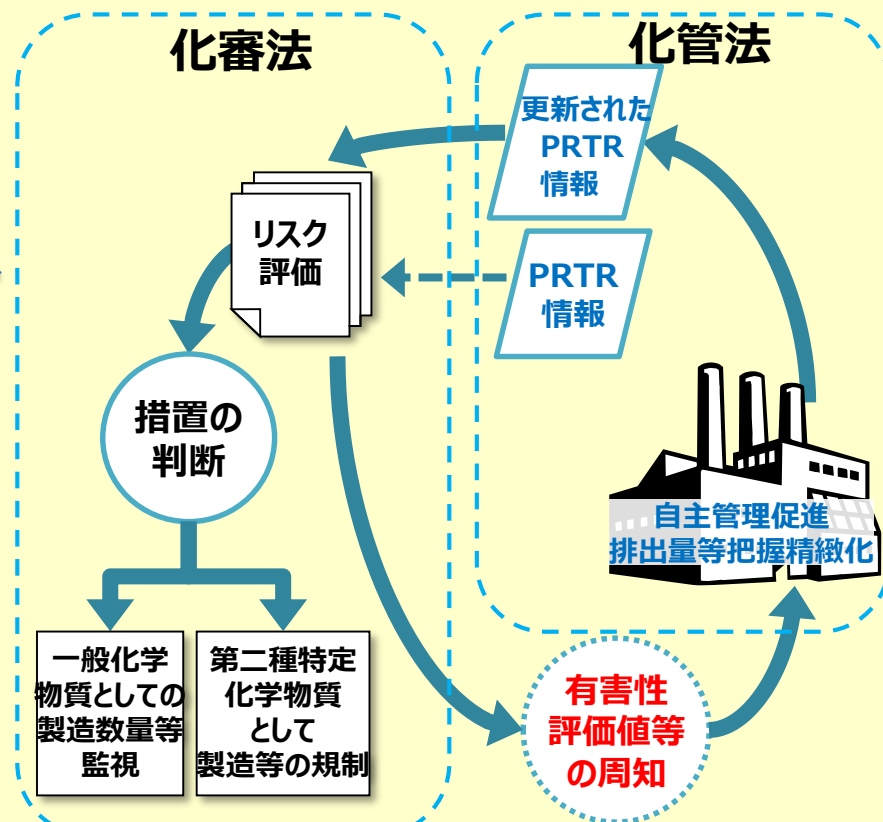 化審法
化管法
更新された
PRTR
情報
リスク
評価
PRTR
情報
措置の
判断
自主管理促進
排出量等把握精緻化
一般化学
物質としての
製造数量等
監視
第二種特定
化学物質
として
製造等の規制
有害性
評価値等
の周知